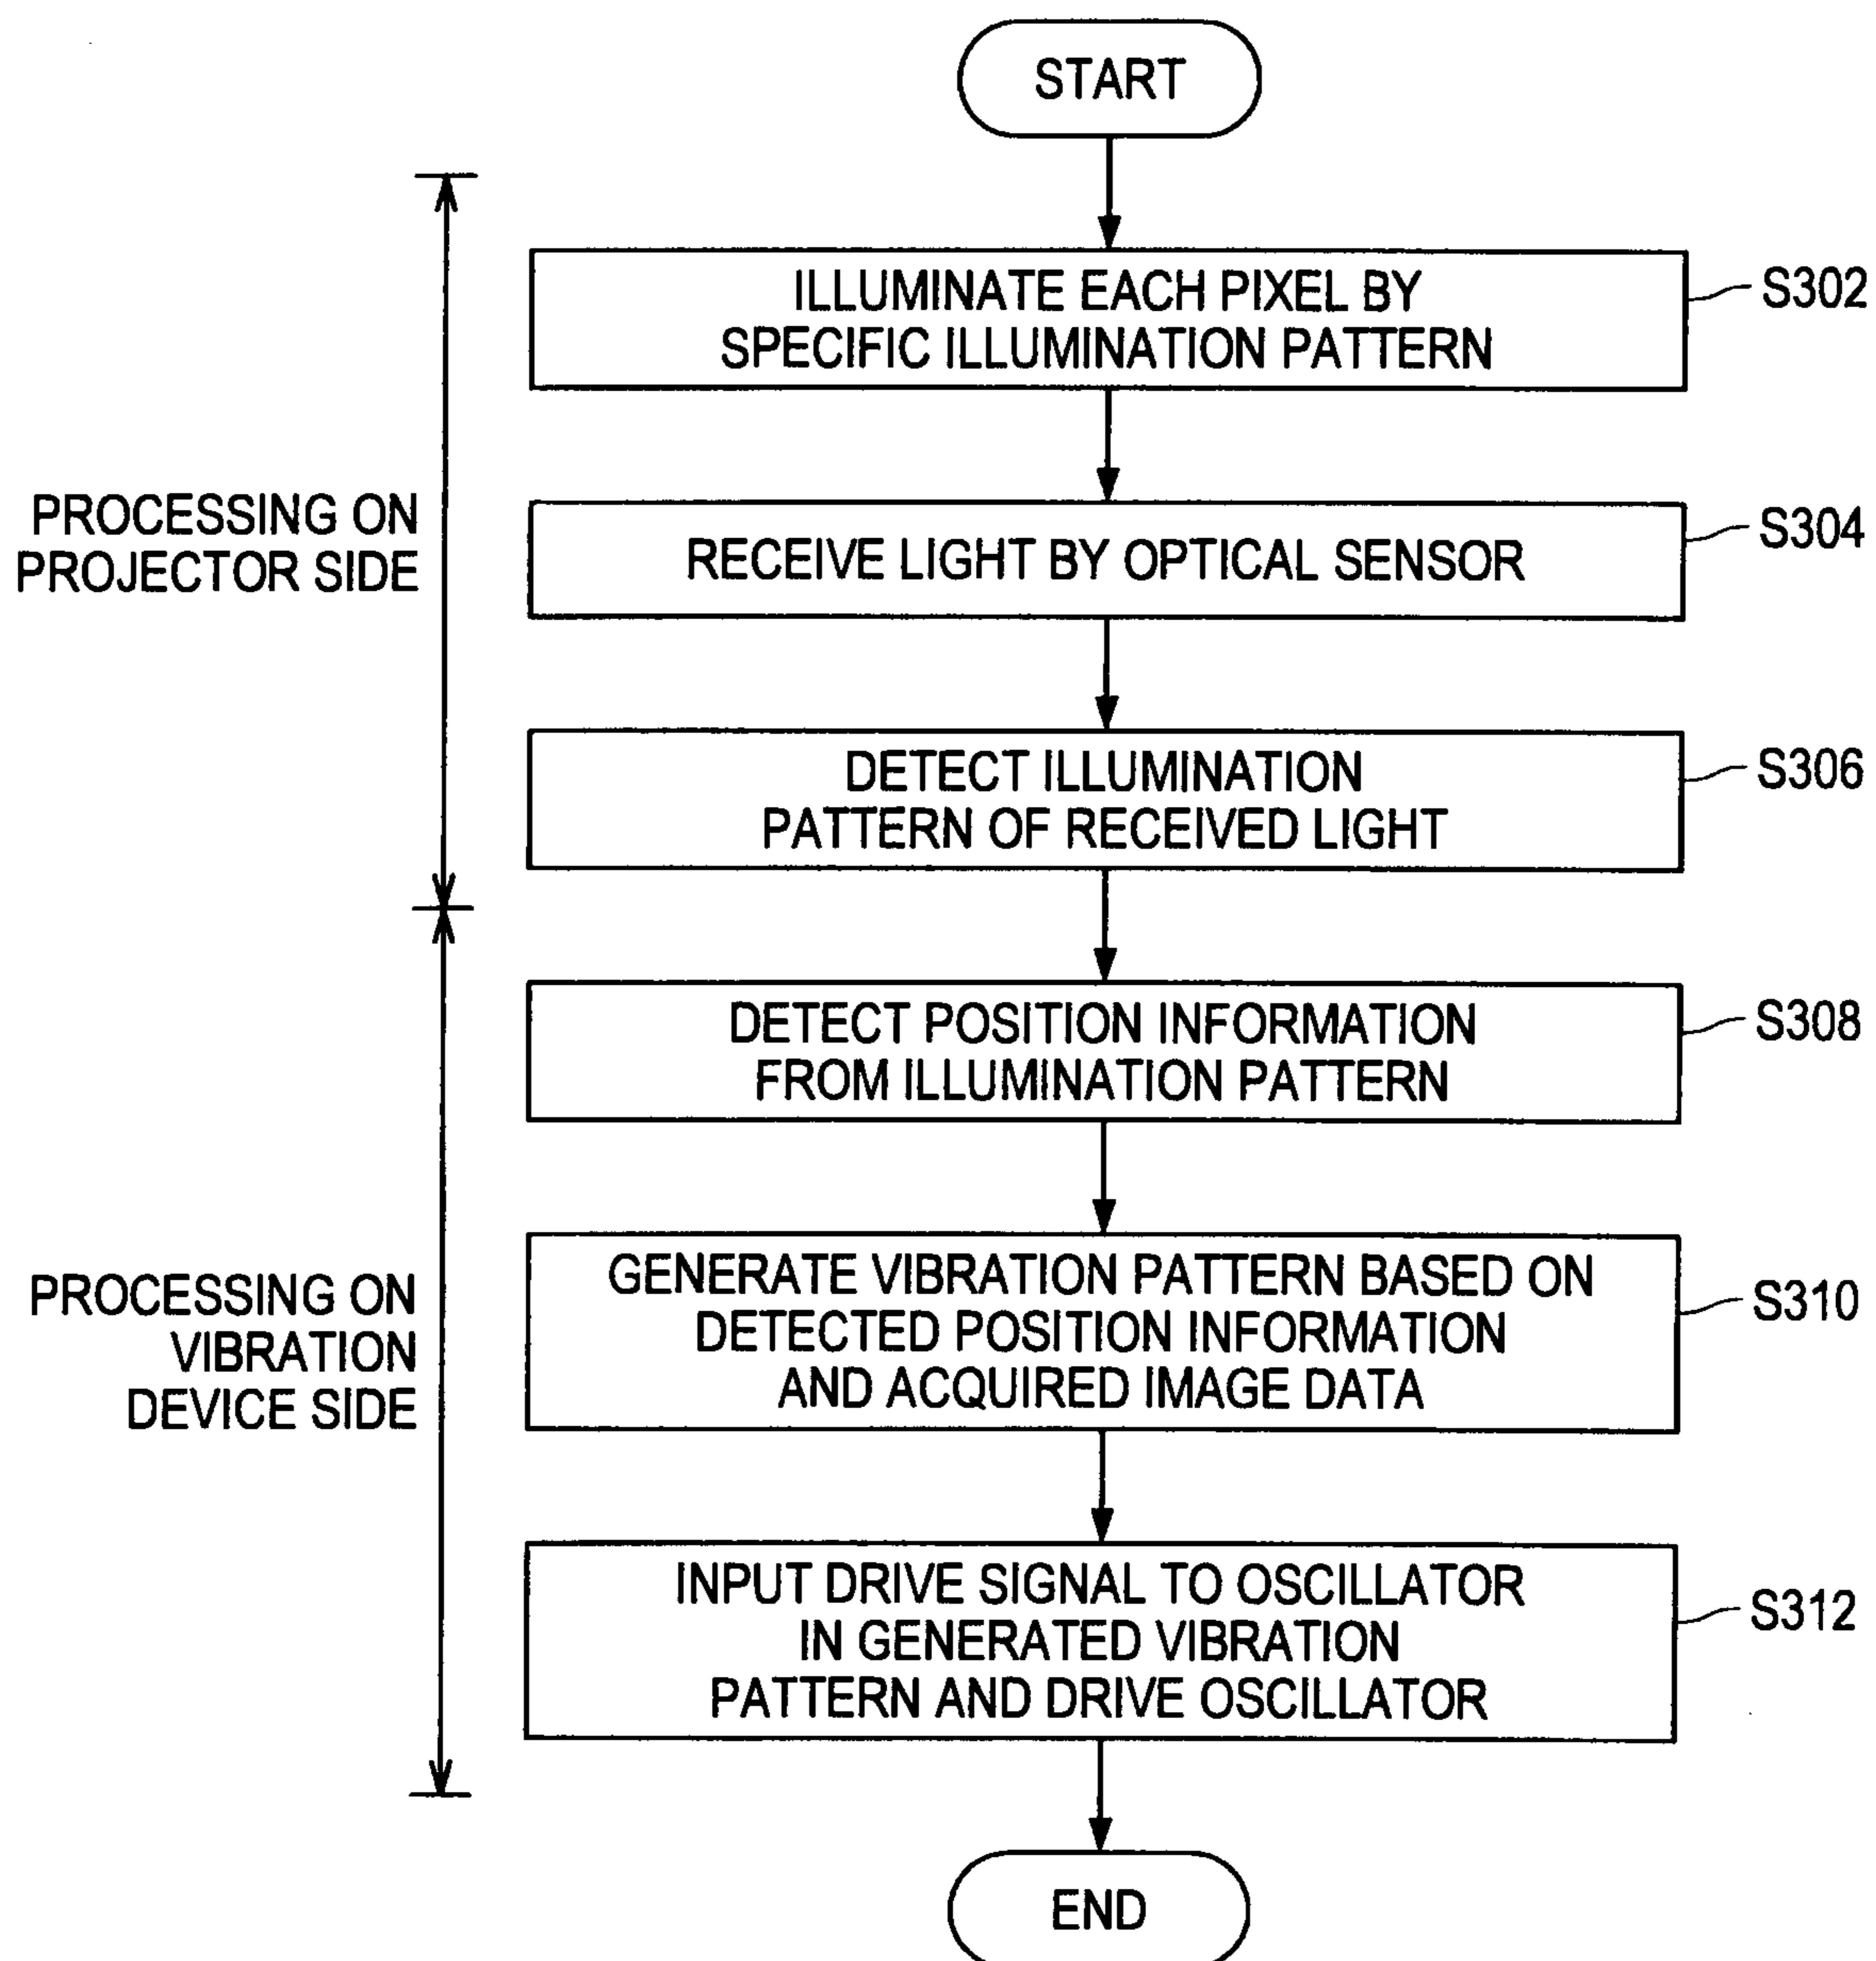 START
ILLUMINATE EACH PIXEL BY
SPECIFIC ILLUMINATION PATTERN
S302
PROCESSING ON
PROJECTOR SIDE
RECEIVE LIGHT BY OPTICAL SENSOR
S304
DETECT ILLUMINATION
PATTERN OF RECEIVED LIGHT
S306
DETECT POSITION INFORMATION
FROM ILLUMINATION PATTERN
S308
PROCESSING ON
VIBRATION
DEVICE SIDE
GENERATE VIBRATION PATTERN BASED ON
DETECTED POSITION INFORMATION
AND ACQUIRED IMAGE DATA
S310
INPUT DRIVE SIGNAL TO OSCILLATOR
IN GENERATED VIBRATION
PATTERN AND DRIVE OSCILLATOR
S312
END